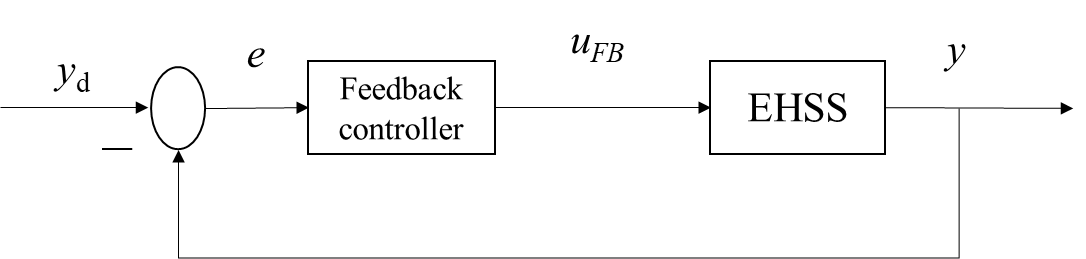 y_d
−
e
Feedback
controller
u_FB
EHSS
y